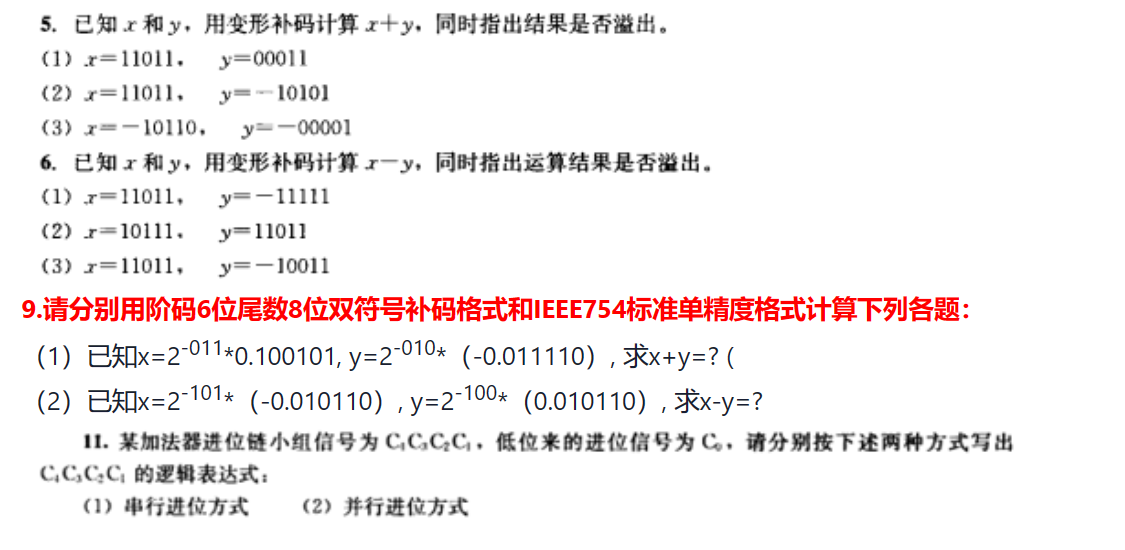 5. 已知 x 和 y，用变形补码计算 x+y，同时指出结果是否溢出。
(1) x=11011， y=00011
(2) x=11011， y=-10101
(3) x=-10110， y=-00001
6. 已知 x 和 y，用变形补码计算 x-y，同时指出运算结果是否溢出。
(1) x=11011， y=-11111
(2) x=10111， y=11011
(3) x=11011， y=-10011
9.请分别用阶码6位尾数8位双符号补码格式和IEEE754标准单精度格式计算下列各题：
（1）已知x=2⁻⁰¹¹*0.100101, y=2⁻⁰¹⁰*（-0.011110）, 求x+y=? (
（2）已知x=2⁻¹⁰¹*（-0.010110）, y=2⁻¹⁰⁰*（0.010110）, 求x-y=?
11. 某加法器进位链小组信号为 C₄C₃C₂C₁，低位来的进位信号为 C₀，请分别按下述两种方式写出
C₄C₃C₂C₁ 的逻辑表达式：
(1) 串行进位方式 (2) 并行进位方式